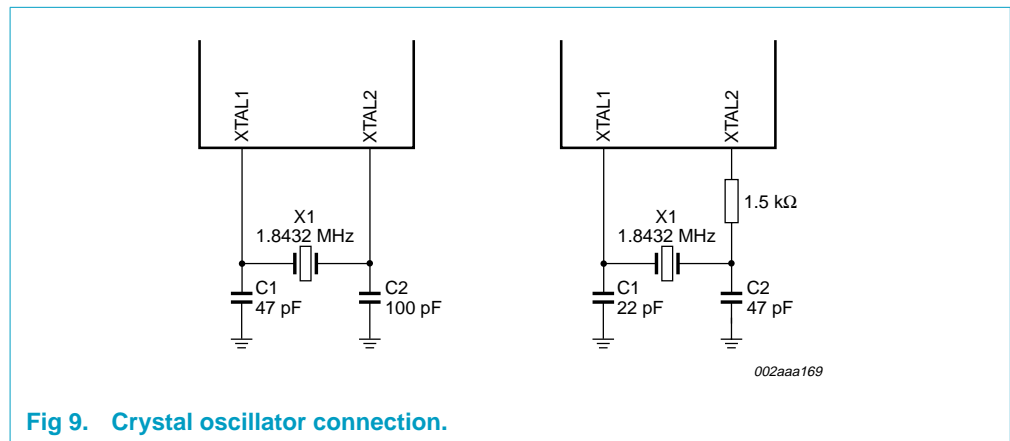 XTAL1
XTAL2
X1
1.8432 MHz
C1
47 pF
C2
100 pF
XTAL1
XTAL2
1.5 kΩ
X1
1.8432 MHz
C1
22 pF
C2
47 pF
002aaa169
Fig 9. Crystal oscillator connection.